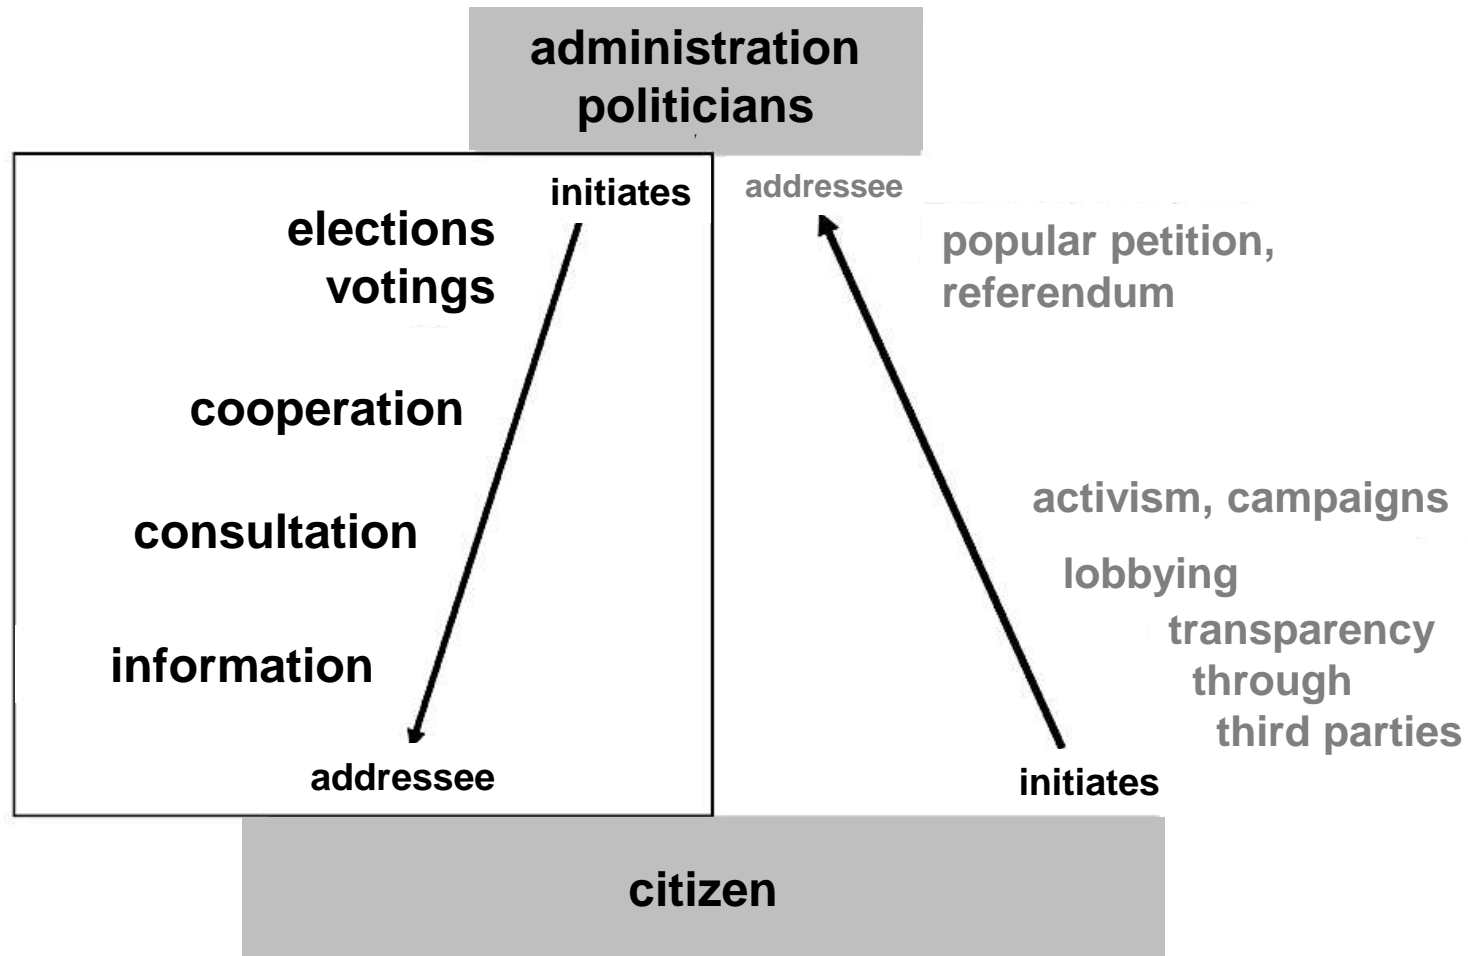 administration
politicians
initiates
elections
votings
cooperation
consultation
information
addressee
addressee
popular petition,
referendum
activism, campaigns
lobbying
transparency
through
third parties
initiates
citizen